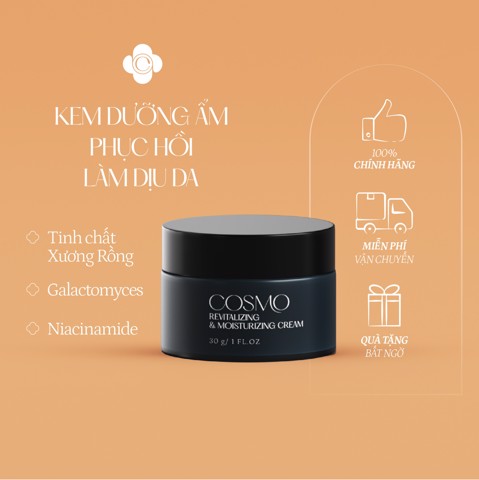 KEM DƯỠNG ẨM
PHỤC HỒI
LÀM DỊU DA
Tinh chất
Xương Rồng
Galactomyces
Niacinamide
COSMO
REVITALIZING
& MOISTURIZING CREAM
30 g/ 1 FL.OZ
100%
CHÍNH HÃNG
MIỄN PHÍ
VẬN CHUYỂN
QUÀ TẶNG
BẤT NGỜ